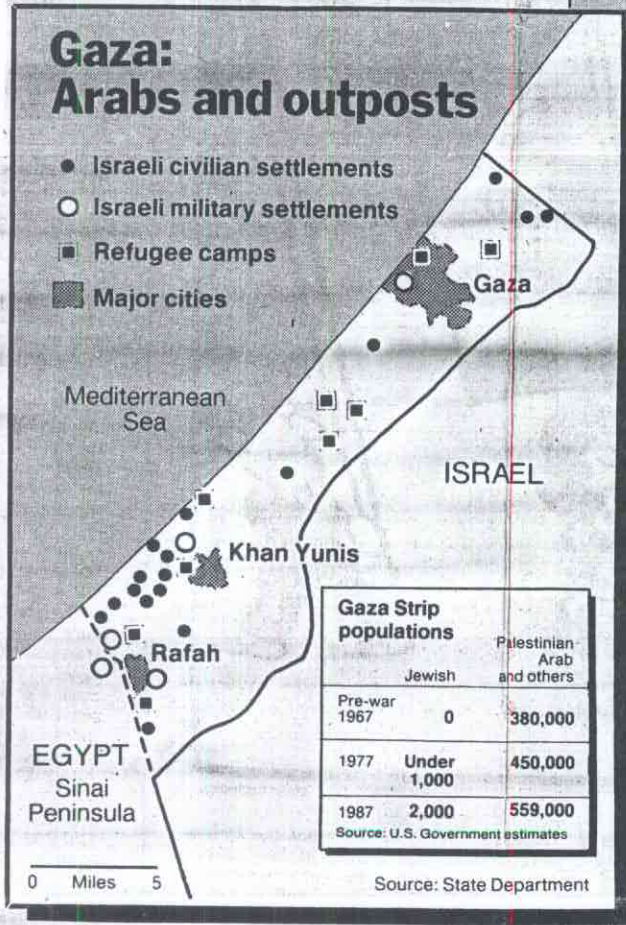 Gaza:
Arabs and outposts
Israeli civilian settlements
Israeli military settlements
Refugee camps
Major cities
Gaza
Mediterranean
Sea
ISRAEL
Khan Yunis
Rafah
EGYPT
Sinai
Peninsula
Gaza Strip
populations
Jewish
Palestinian
Arab
and others
Pre-war
1967 0 380,000
1977 Under
1,000 450,000
1987 2,000 559,000
Source: U.S. Government estimates
0 Miles 5
Source: State Department